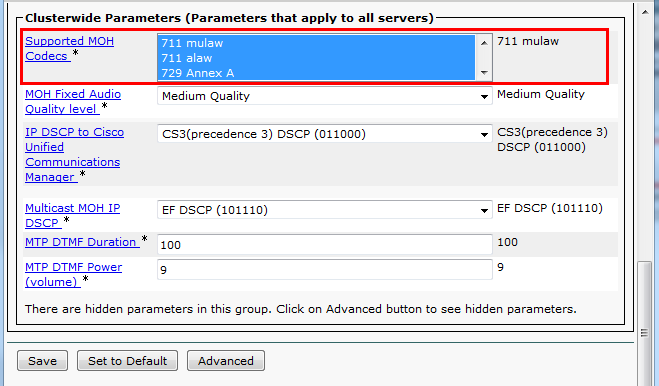 Clusterwide Parameters (Parameters that apply to all servers)
Supported MOH Codecs *
711 mulaw
711 alaw
729 Annex A
711 mulaw
MOH Fixed Audio Quality level *
Medium Quality
Medium Quality
IP DSCP to Cisco Unified Communications Manager *
CS3(precedence 3) DSCP (011000)
CS3(precedence 3) DSCP (011000)
Multicast MOH IP DSCP *
EF DSCP (101110)
EF DSCP (101110)
MTP DTMF Duration *
100
100
MTP DTMF Power (volume) *
9
9
There are hidden parameters in this group. Click on Advanced button to see hidden parameters.
Save
Set to Default
Advanced